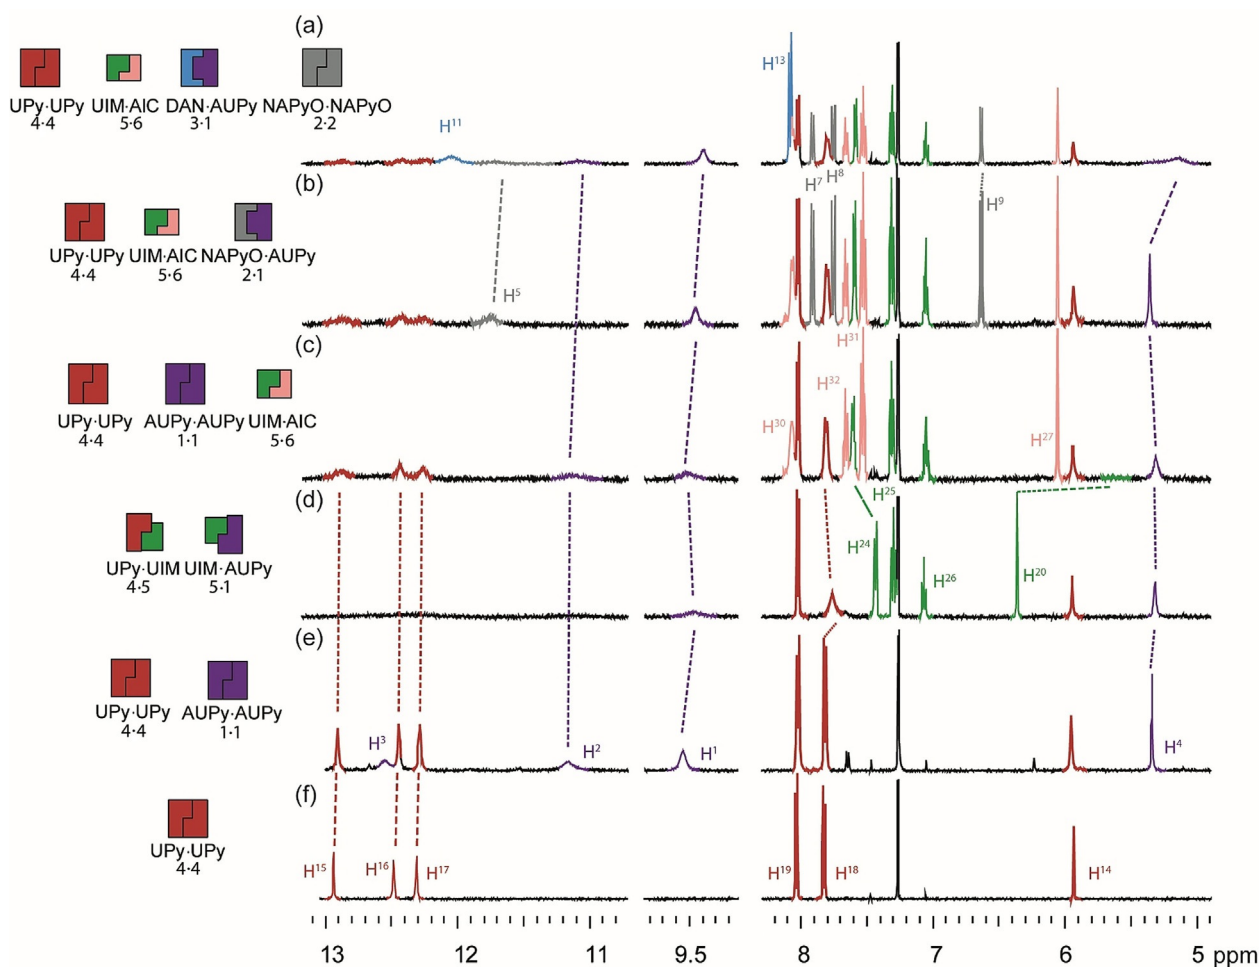 (a)
UPy·UPy UIM·AIC DAN·AUPy NAPyO·NAPyO
4·4 5·6 3·1 2·2
H¹¹ H¹³
(b)
UPy·UPy UIM·AIC NAPyO·AUPy
4·4 5·6 2·1
H⁵ H⁷ H⁸ H⁹
(c)
UPy·UPy AUPy·AUPy UIM·AIC
4·4 1·1 5·6
H³⁰ H³² H³¹ H²⁷
(d)
UPy·UIM UIM·AUPy
4·5 5·1
H²⁴ H²⁵ H²⁶ H²⁰
(e)
UPy·UPy AUPy·AUPy
4·4 1·1
H³ H² H¹ H⁴
(f)
UPy·UPy
4·4
H¹⁵ H¹⁶ H¹⁷ H¹⁹ H¹⁸ H¹⁴
13 12 11 9.5 8 7 6 5 ppm